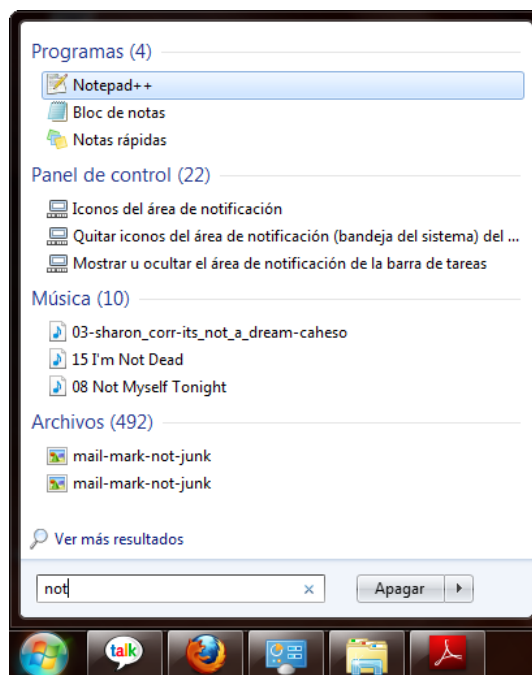 Programas (4)
Notepad++
Bloc de notas
Notas rápidas
Panel de control (22)
Iconos del área de notificación
Quitar iconos del área de notificación (bandeja del sistema) del ...
Mostrar u ocultar el área de notificación de la barra de tareas
Música (10)
03-sharon_corr-its_not_a_dream-caheso
15 I'm Not Dead
08 Not Myself Tonight
Archivos (492)
mail-mark-not-junk
mail-mark-not-junk
Ver más resultados
not
Apagar
talk